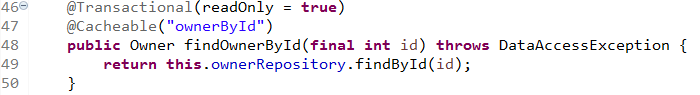 46 @Transactional(readOnly = true)
47 @Cacheable("ownerById")
48 public Owner findOwnerById(final int id) throws DataAccessException {
49 return this.ownerRepository.findById(id);
50 }